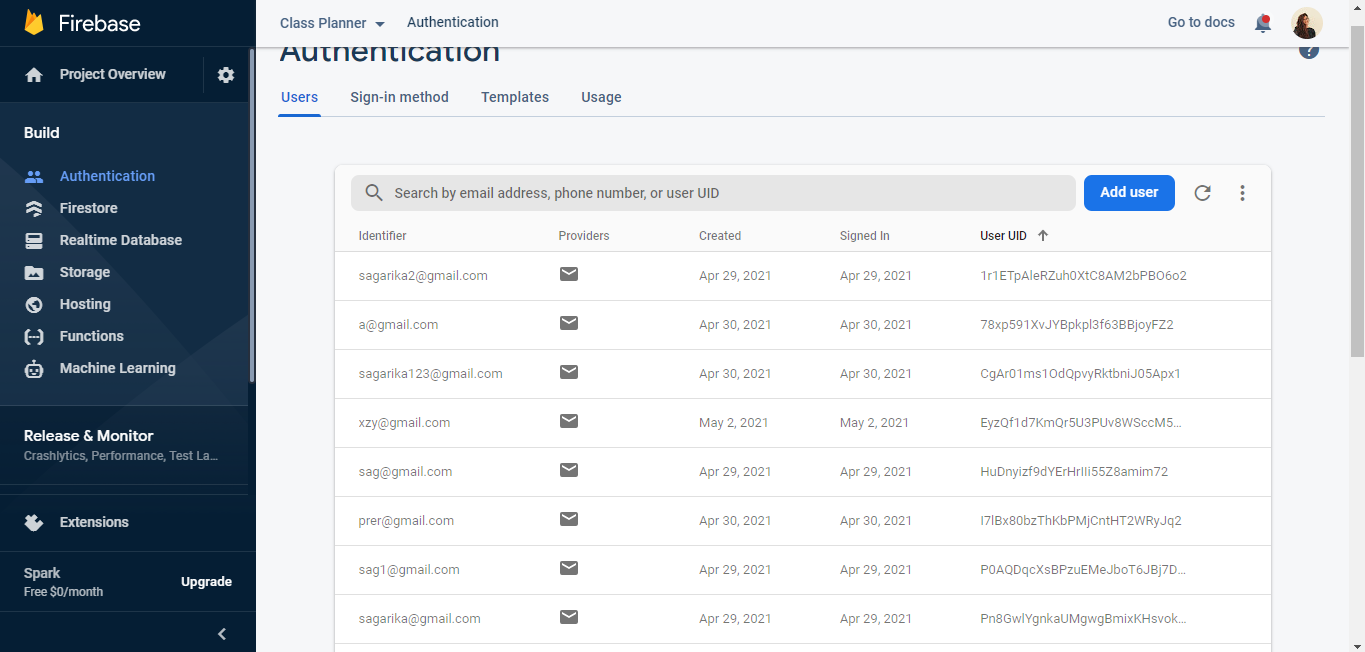 Firebase
Class Planner
Authentication
Go to docs
Project Overview
Authentication
?
Users
Sign-in method
Templates
Usage
Build
Authentication
Firestore
Realtime Database
Storage
Hosting
Functions
Machine Learning
Release & Monitor
Crashlytics, Performance, Test La...
Extensions
Spark
Free $0/month
Upgrade
Search by email address, phone number, or user UID
Add user
Identifier Providers Created Signed In User UID
sagarika2@gmail.com Apr 29, 2021 Apr 29, 2021 1r1ETpAleRZuh0XtC8AM2bPBO6o2
a@gmail.com Apr 30, 2021 Apr 30, 2021 78xp591XvJYBpkpl3f63BBjoyFZ2
sagarika123@gmail.com Apr 30, 2021 Apr 30, 2021 CgAr01ms1OdQpvyRktbniJ05Apx1
xzy@gmail.com May 2, 2021 May 2, 2021 EyzQf1d7KmQr5U3PUv8WSccM5...
sag@gmail.com Apr 29, 2021 Apr 29, 2021 HuDnyizf9dYErHrIIi55Z8amim72
prer@gmail.com Apr 30, 2021 Apr 30, 2021 I7lBx80bzThKbPMjCntHT2WRyJq2
sag1@gmail.com Apr 29, 2021 Apr 29, 2021 P0AQDqcXsBPzuEMeJboT6JBj7D...
sagarika@gmail.com Apr 29, 2021 Apr 29, 2021 Pn8GwlYgnkaUMgwgBmixKHsvok...